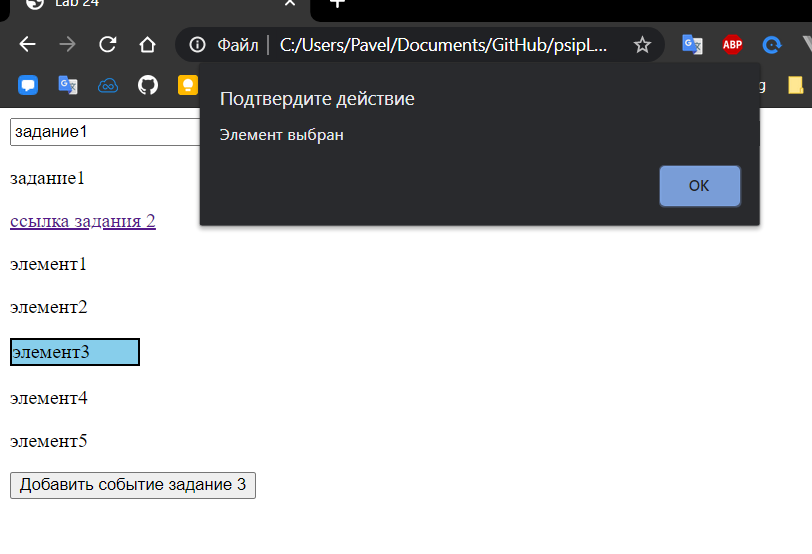 Lab 24
Файл
C:/Users/Pavel/Documents/GitHub/psipL...
ABP
g
Подтвердите действие
Элемент выбран
ОК
задание1
задание1
ссылка задания 2
элемент1
элемент2
элемент3
элемент4
элемент5
Добавить событие задание 3